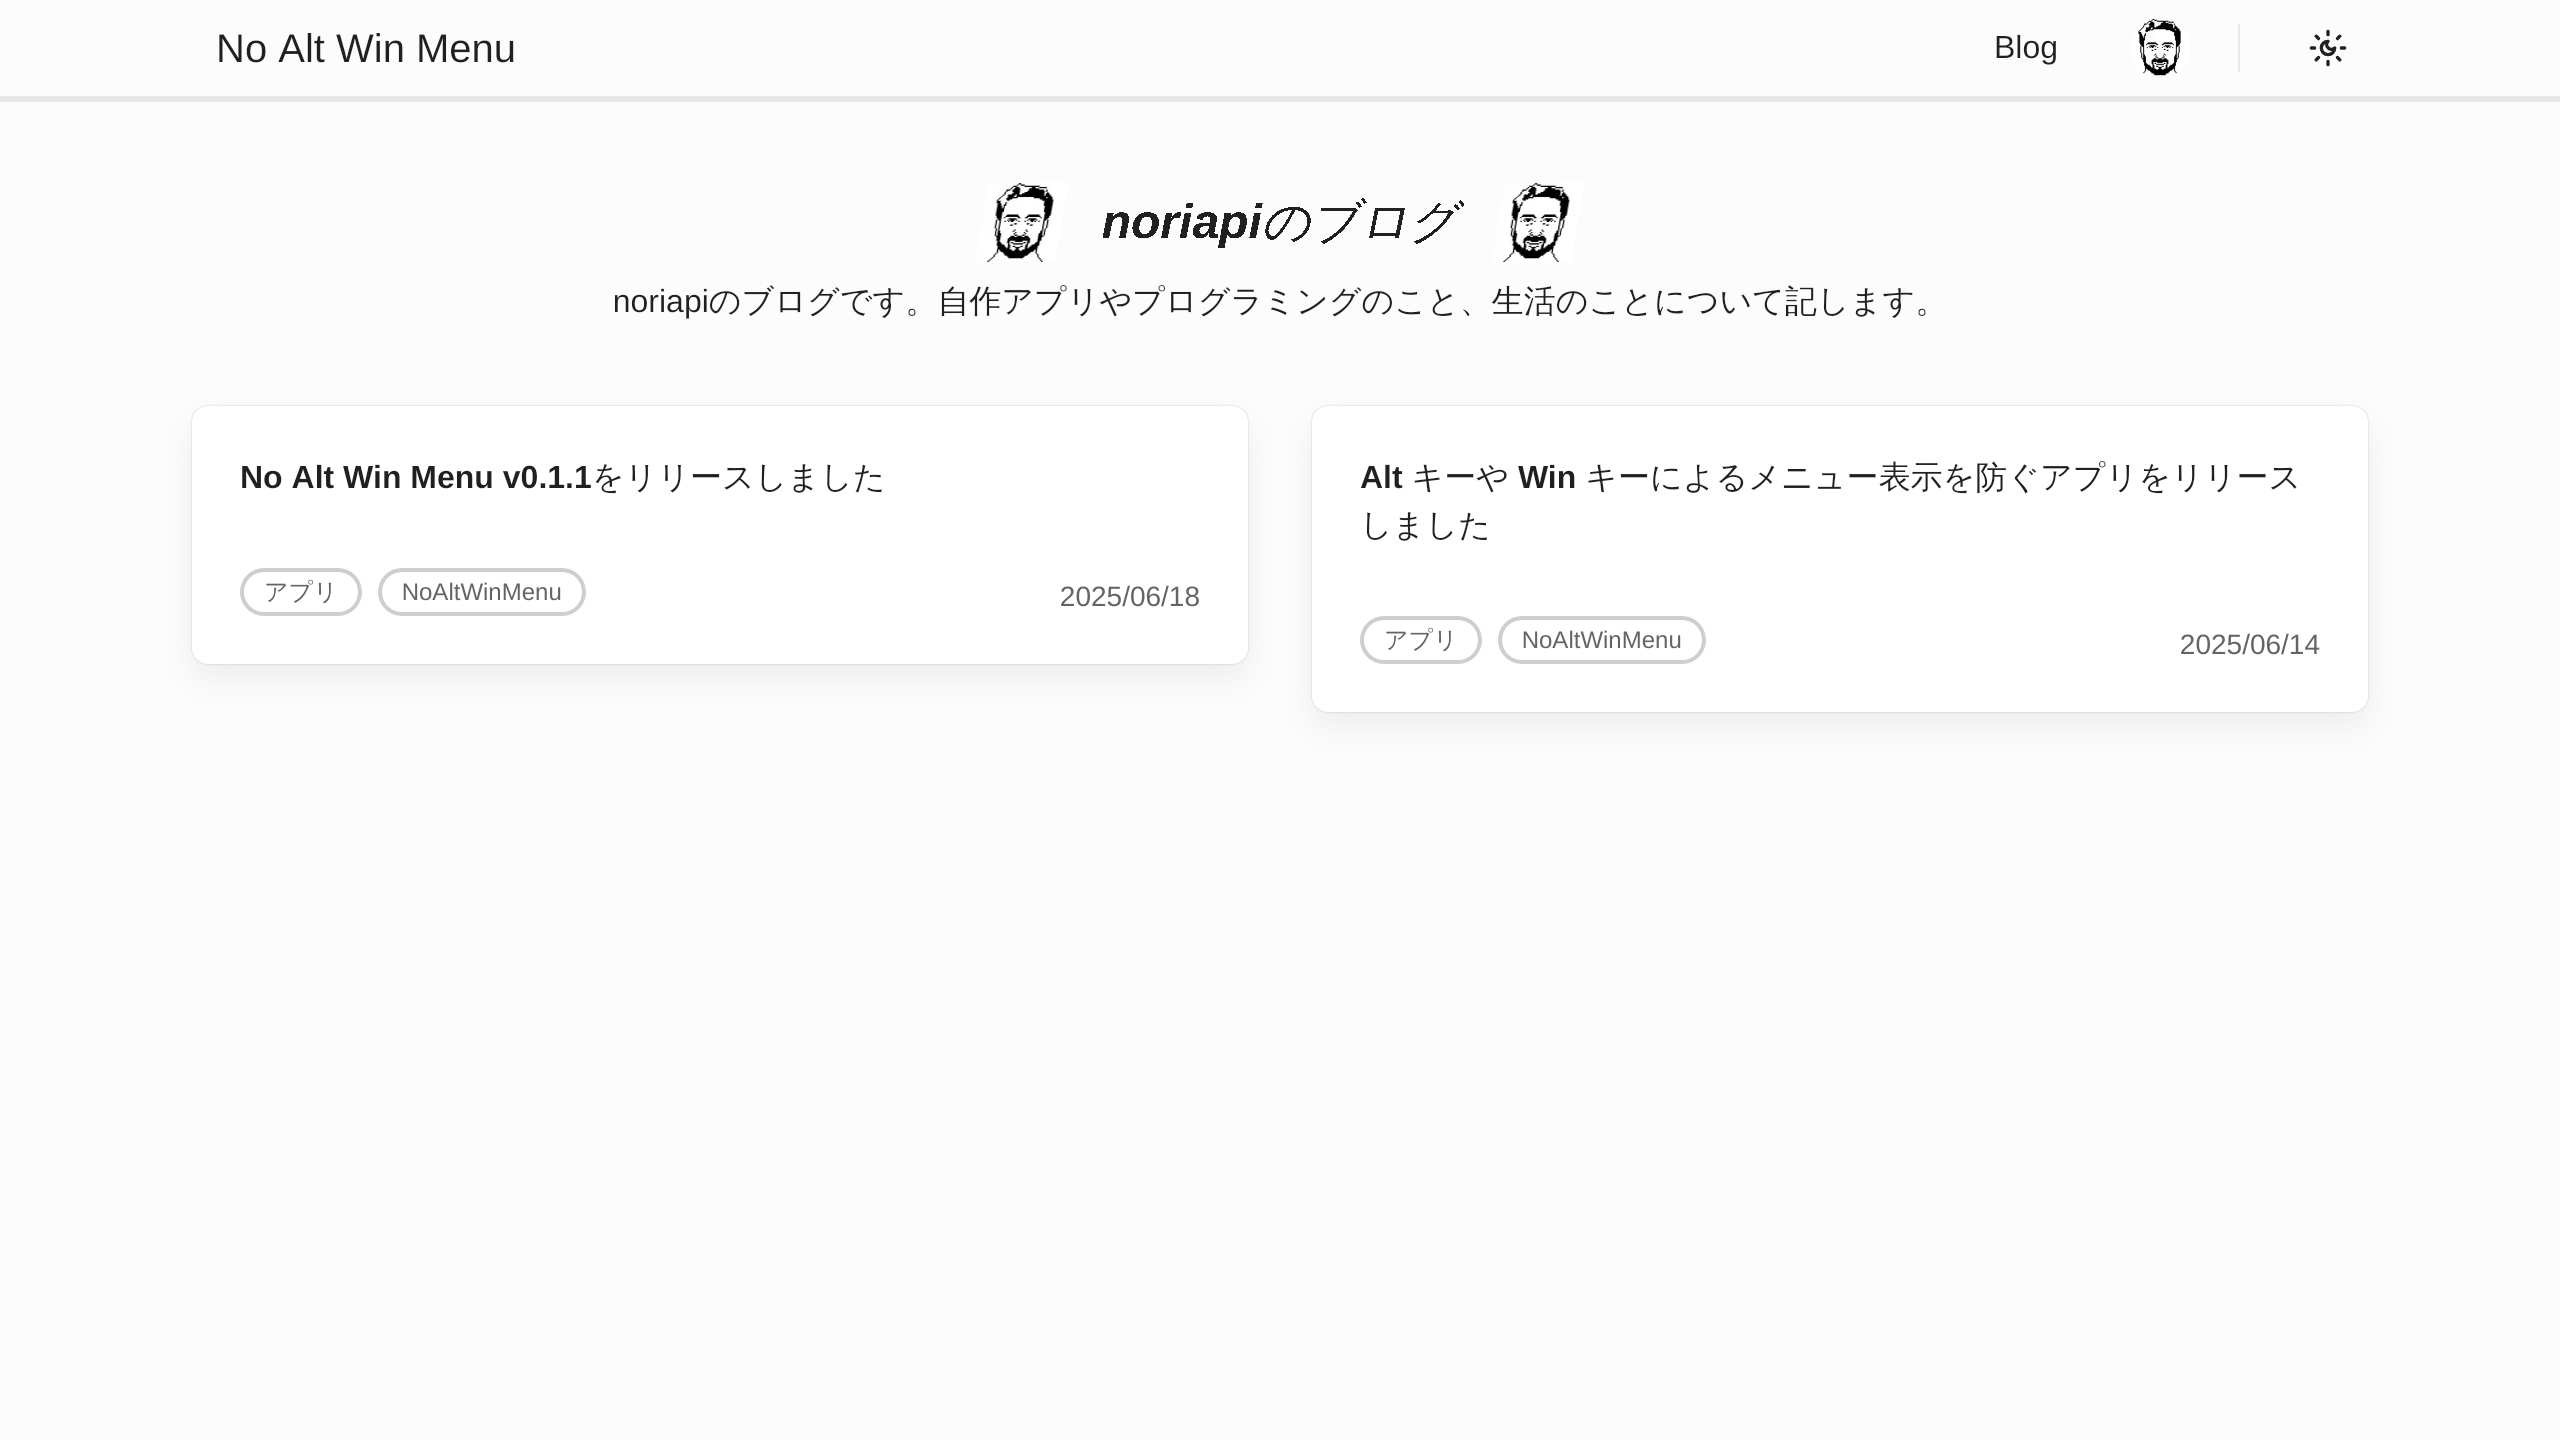 No Alt Win Menu
Blog
noriapiのブログ
noriapiのブログです。自作アプリやプログラミングのこと、生活のことについて記します。
No Alt Win Menu v0.1.1をリリースしました
アプリ
NoAltWinMenu
2025/06/18
Alt キーや Win キーによるメニュー表示を防ぐアプリをリリース
しました
アプリ
NoAltWinMenu
2025/06/14